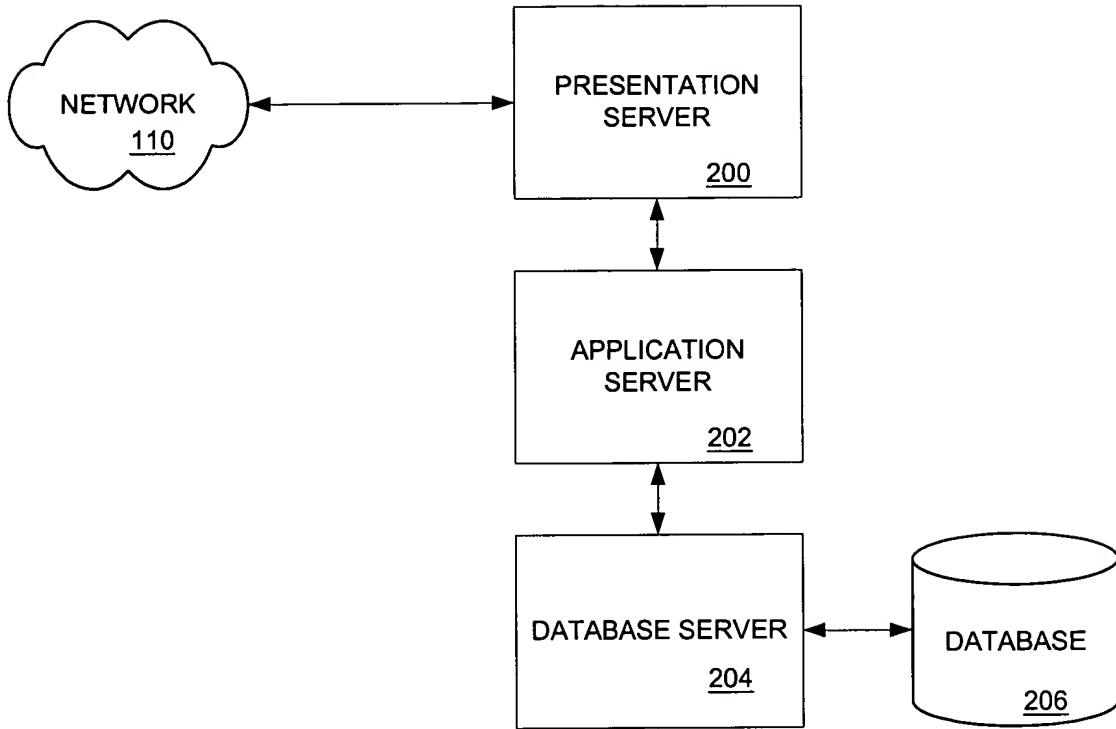 NETWORK
110
PRESENTATION
SERVER
200
APPLICATION
SERVER
202
DATABASE SERVER
204
DATABASE
206